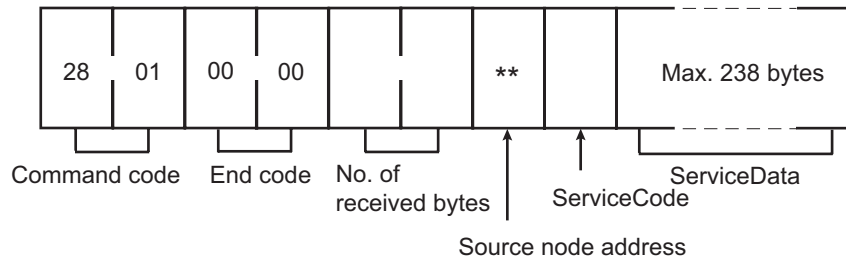 28 01 00 00 ** Max. 238 bytes
Command code End code No. of received bytes ServiceCode ServiceData
Source node address